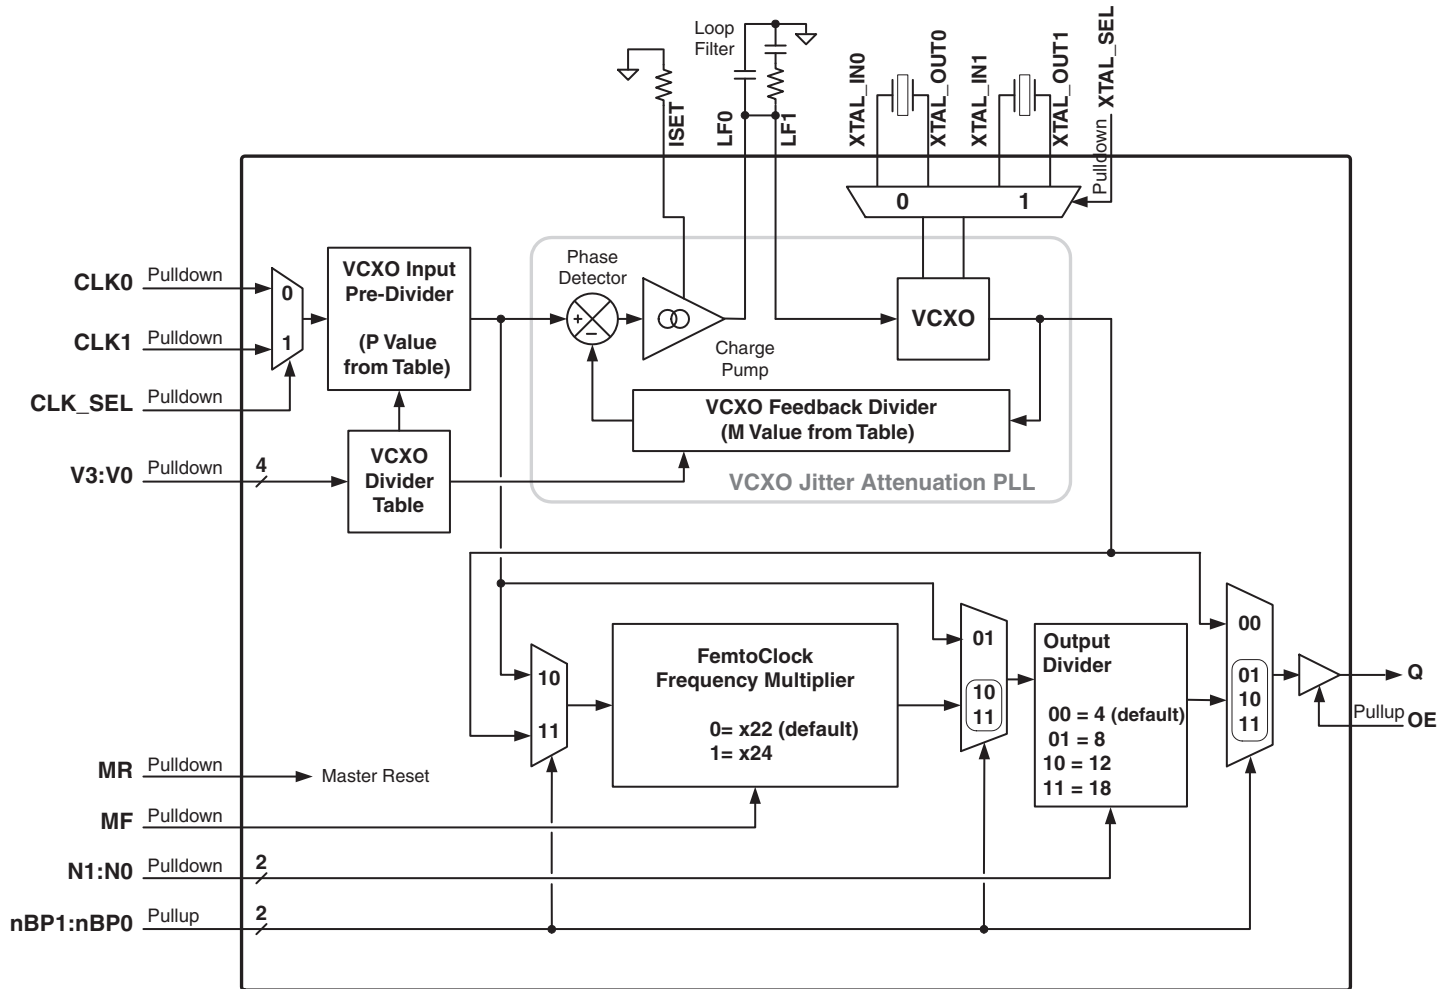 Loop
Filter
ISET
LF0
LF1
XTAL_IN0
XTAL_OUT0
XTAL_IN1
XTAL_OUT1
Pulldown XTAL_SEL
0 1
CLK0 Pulldown
CLK1 Pulldown
CLK_SEL Pulldown
V3:V0 Pulldown 4
0
1
VCXO Input
Pre-Divider
(P Value
from Table)
VCXO
Divider
Table
Phase
Detector
+
−
Charge
Pump
VCXO
VCXO Feedback Divider
(M Value from Table)
VCXO Jitter Attenuation PLL
10
11
FemtoClock
Frequency Multiplier
0= x22 (default)
1= x24
01
10
11
Output
Divider
00 = 4 (default)
01 = 8
10 = 12
11 = 18
00
01
10
11
Q
Pullup OE
MR Pulldown Master Reset
MF Pulldown
N1:N0 Pulldown 2
nBP1:nBP0 Pullup 2